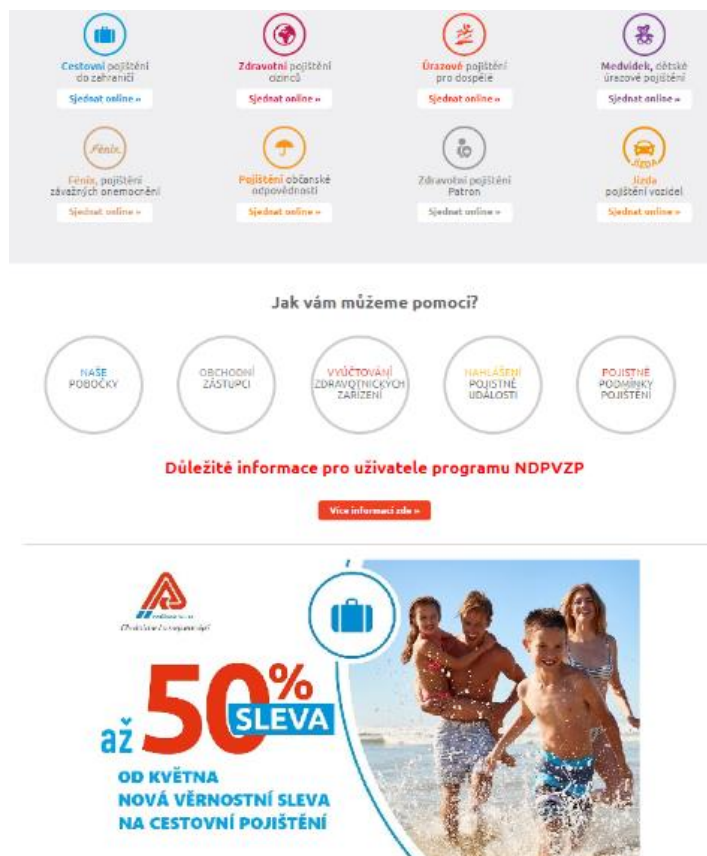 Cestovní pojištění
do zahraničí
Sjednat online »
Zdravotní pojištění
cizinců
Sjednat online »
Úrazové pojištění
pro dospělé
Sjednat online »
Medvídek, dětské
úrazové pojištění
Sjednat online »
Fénix
Fénix, pojištění
závažných onemocnění
Sjednat online »
Pojištění občanské
odpovědnosti
Sjednat online »
Zdravotní pojištění
Patron
Sjednat online »
JÍZDA
Jízda
pojištění vozidel
Sjednat online »
Jak vám můžeme pomoci?
NAŠE
POBOČKY
OBCHODNÍ
ZÁSTUPCI
VYÚČTOVÁNÍ
ZDRAVOTNICKÝCH
ZAŘÍZENÍ
NAHLÁŠENÍ
POJISTNÉ
UDÁLOSTI
POJISTNÉ
PODMÍNKY
POJIŠTĚNÍ
Důležité informace pro uživatele programu NDPVZP
Více informací zde »
až 50%
SLEVA
OD KVĚTNA
NOVÁ VĚRNOSTNÍ SLEVA
NA CESTOVNÍ POJIŠTĚNÍ